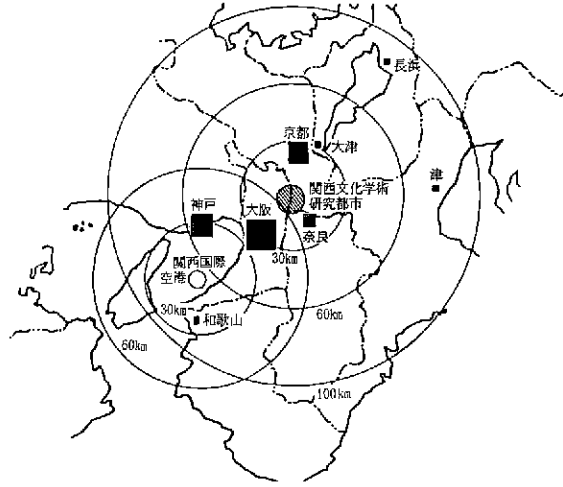 長浜
京都
大津
関西文化学術
研究都市
津
神戸
大阪
奈良
30km
関西国際
空港
30km
和歌山
60km
60km
100km